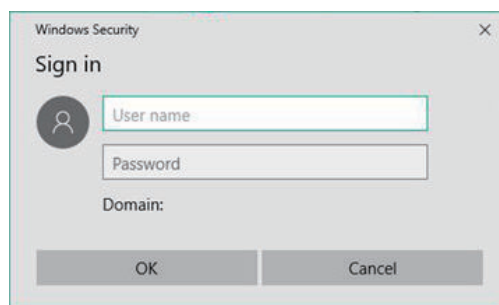 Windows Security
Sign in
User name
Password
Domain:
OK Cancel